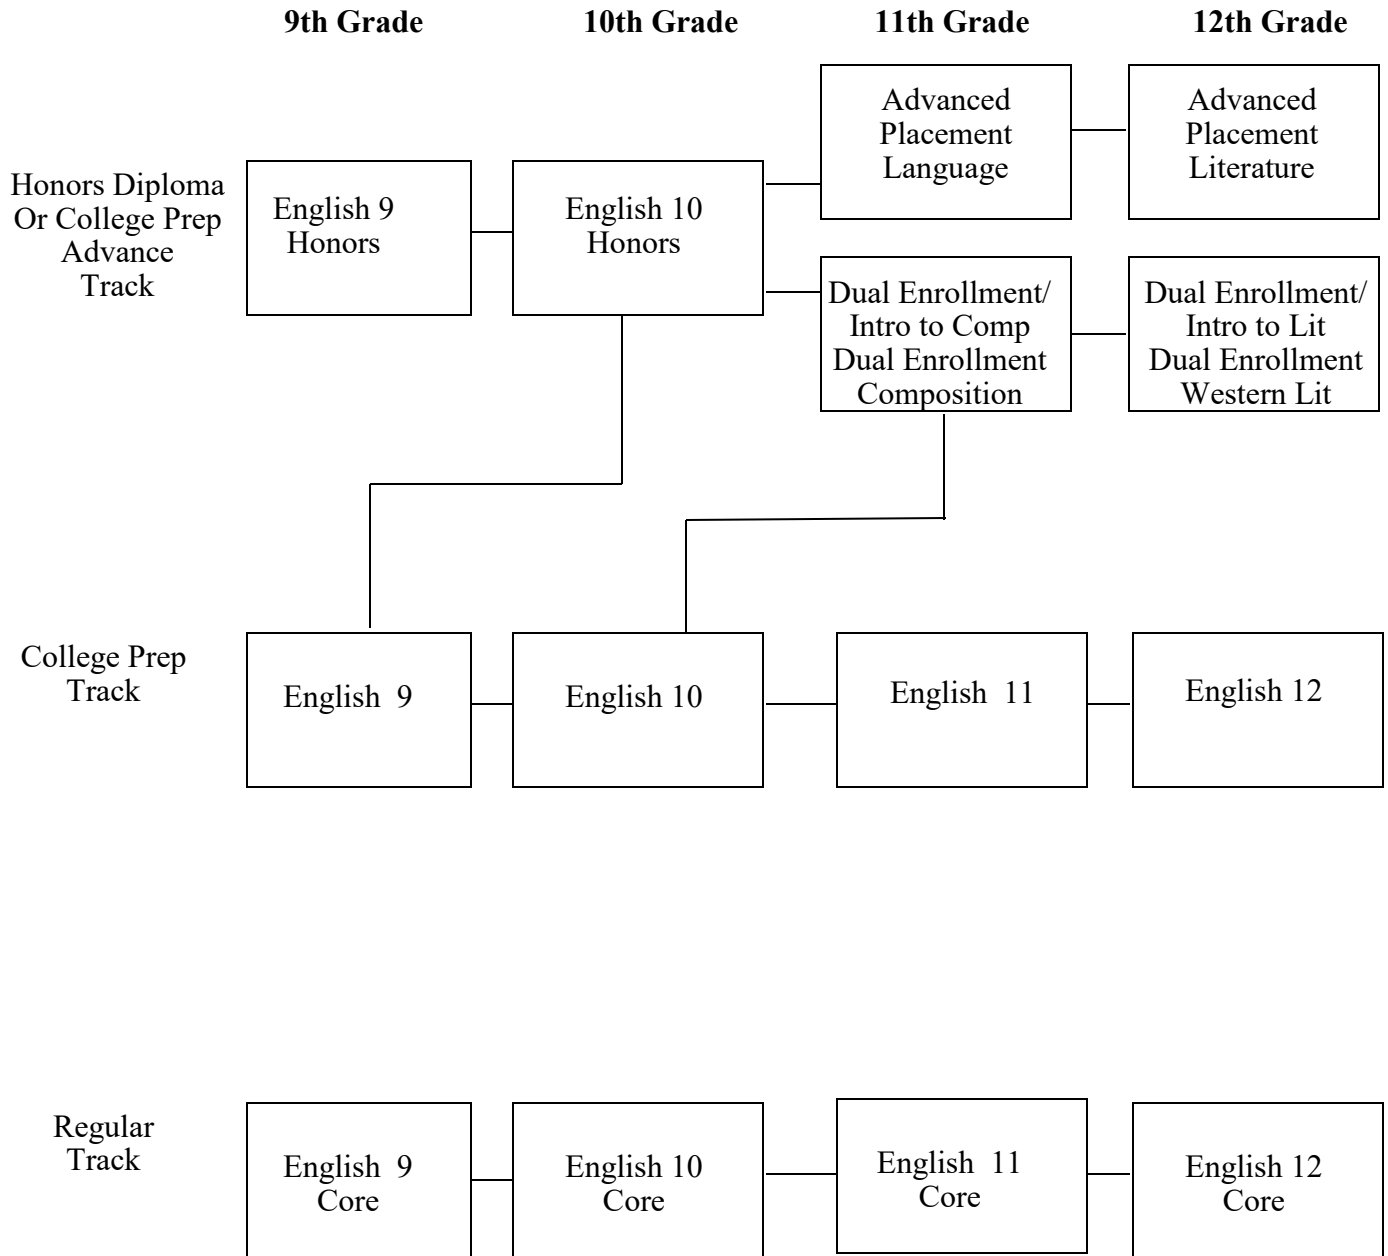 9th Grade 10th Grade 11th Grade 12th Grade
Honors Diploma
Or College Prep
Advance
Track
English 9
Honors
English 10
Honors
Advanced
Placement
Language
Advanced
Placement
Literature
Dual Enrollment/
Intro to Comp
Dual Enrollment
Composition
Dual Enrollment/
Intro to Lit
Dual Enrollment
Western Lit
College Prep
Track
English 9
English 10
English 11
English 12
Regular
Track
English 9
Core
English 10
Core
English 11
Core
English 12
Core